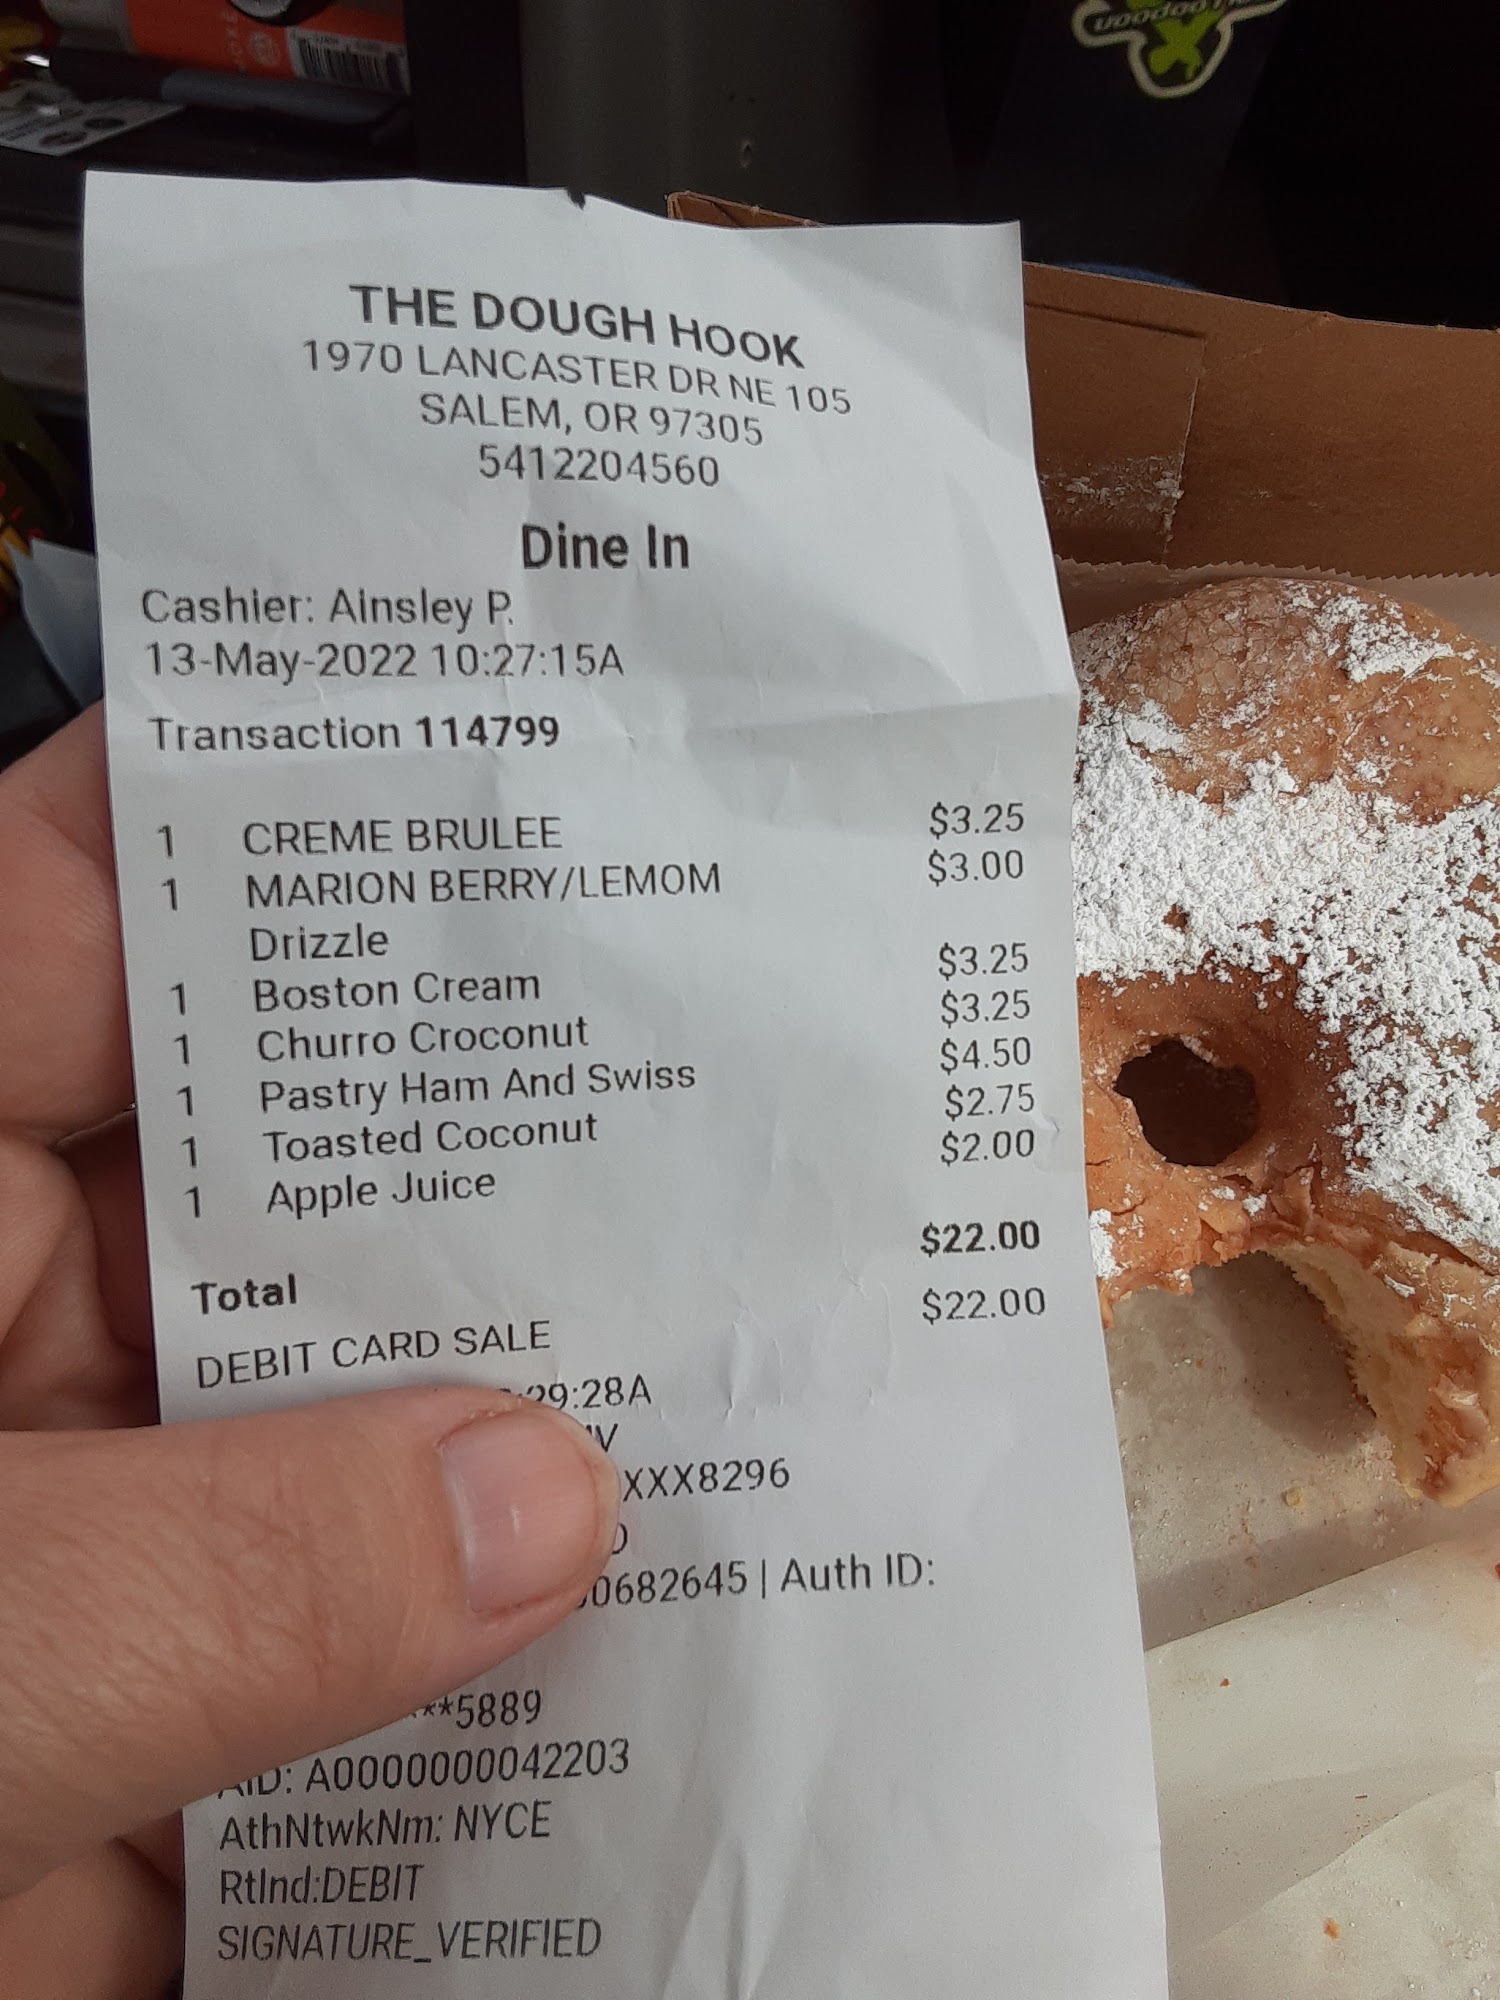 THE DOUGH HOOK
1970 LANCASTER DR NE 105
SALEM, OR 97305
5412204560
Dine In
Cashier: Ainsley P.
13-May-2022 10:27:15A
Transaction 114799
1 CREME BRULEE $3.25
1 MARION BERRY/LEMOM $3.00
Drizzle
1 Boston Cream $3.25
1 Churro Croconut $3.25
1 Pastry Ham And Swiss $4.50
1 Toasted Coconut $2.75
1 Apple Juice $2.00
Total $22.00
DEBIT CARD SALE $22.00
29:28A
XXX8296
0682645 | Auth ID:
**5889
AID: A0000000042203
AthNtwkNm: NYCE
RtInd:DEBIT
SIGNATURE_VERIFIED